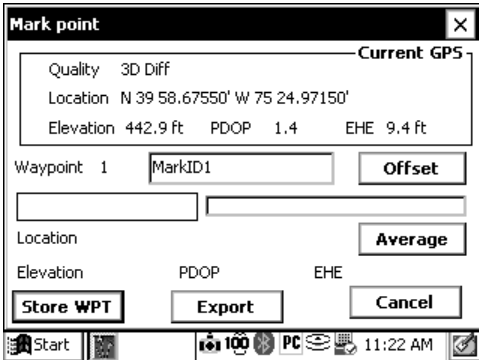 Mark point
Current GPS
Quality 3D Diff
Location N 39 58.67550' W 75 24.97150'
Elevation 442.9 ft PDOP 1.4 EHE 9.4 ft
Waypoint 1 MarkID1 Offset
Location Average
Elevation PDOP EHE
Store WPT Export Cancel
Start 100 PC 11:22 AM